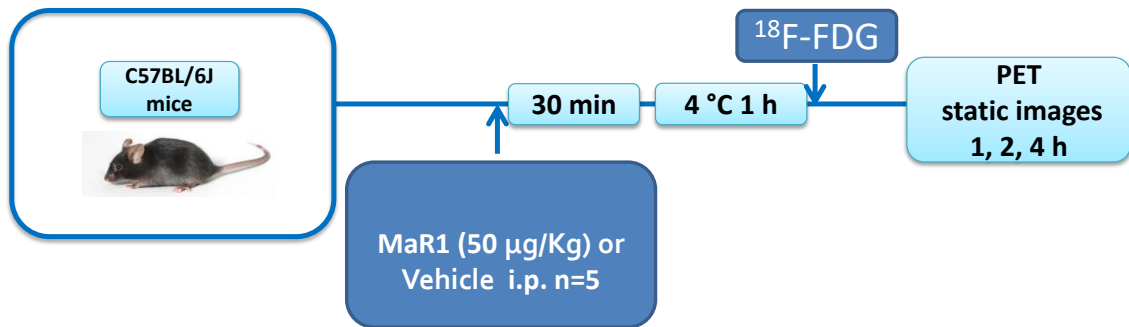 C57BL/6J
mice
30 min
4 °C 1 h
¹⁸F-FDG
PET
static images
1, 2, 4 h
MaR1 (50 µg/Kg) or
Vehicle i.p. n=5